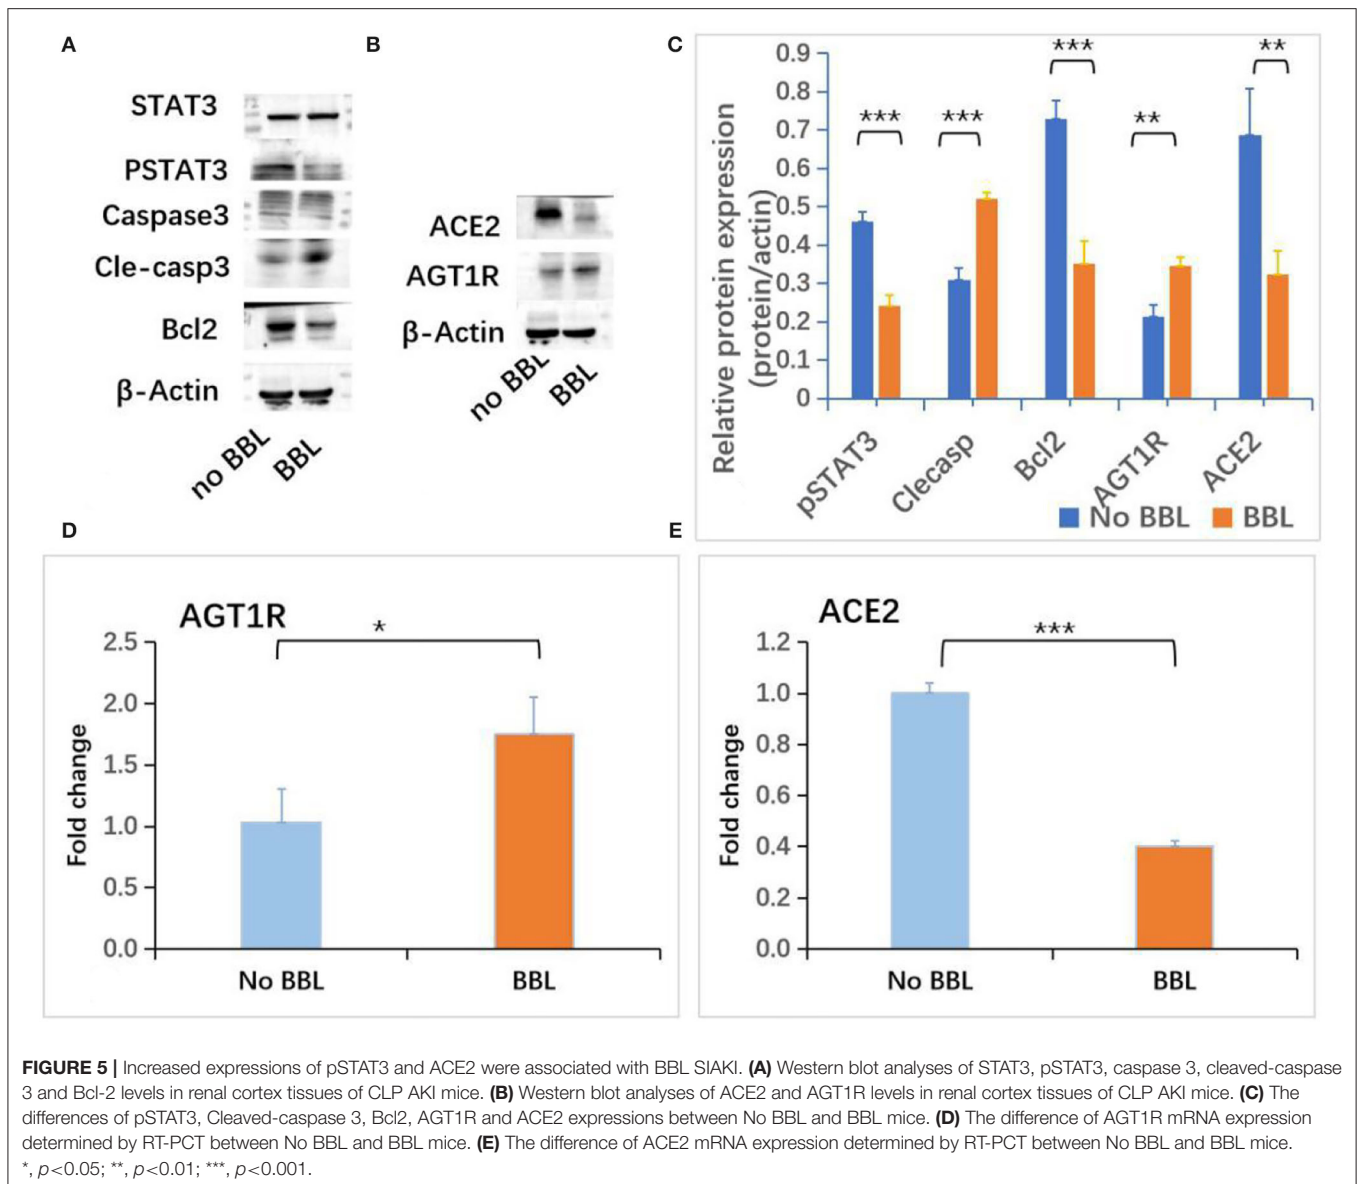 A
STAT3
PSTAT3
Caspase3
Cle-casp3
Bcl2
β-Actin
no BBL
BBL
B
ACE2
AGT1R
β-Actin
no BBL
BBL
C
Relative protein expression
(protein/actin)
0.9
0.8
0.7
0.6
0.5
0.4
0.3
0.2
0.1
0
***
***
***
**
**
pSTAT3
Clecasp
Bcl2
AGT1R
ACE2
No BBL
BBL
D
AGT1R
*
Fold change
2.5
2.0
1.5
1.0
0.5
0.0
No BBL
BBL
E
ACE2
***
Fold change
1.2
1.0
0.8
0.6
0.4
0.2
0.0
No BBL
BBL
FIGURE 5 | Increased expressions of pSTAT3 and ACE2 were associated with BBL SIAKI. (A) Western blot analyses of STAT3, pSTAT3, caspase 3, cleaved-caspase
3 and Bcl-2 levels in renal cortex tissues of CLP AKI mice. (B) Western blot analyses of ACE2 and AGT1R levels in renal cortex tissues of CLP AKI mice. (C) The
differences of pSTAT3, Cleaved-caspase 3, Bcl2, AGT1R and ACE2 expressions between No BBL and BBL mice. (D) The difference of AGT1R mRNA expression
determined by RT-PCT between No BBL and BBL mice. (E) The difference of ACE2 mRNA expression determined by RT-PCT between No BBL and BBL mice.
*, p<0.05; **, p<0.01; ***, p<0.001.